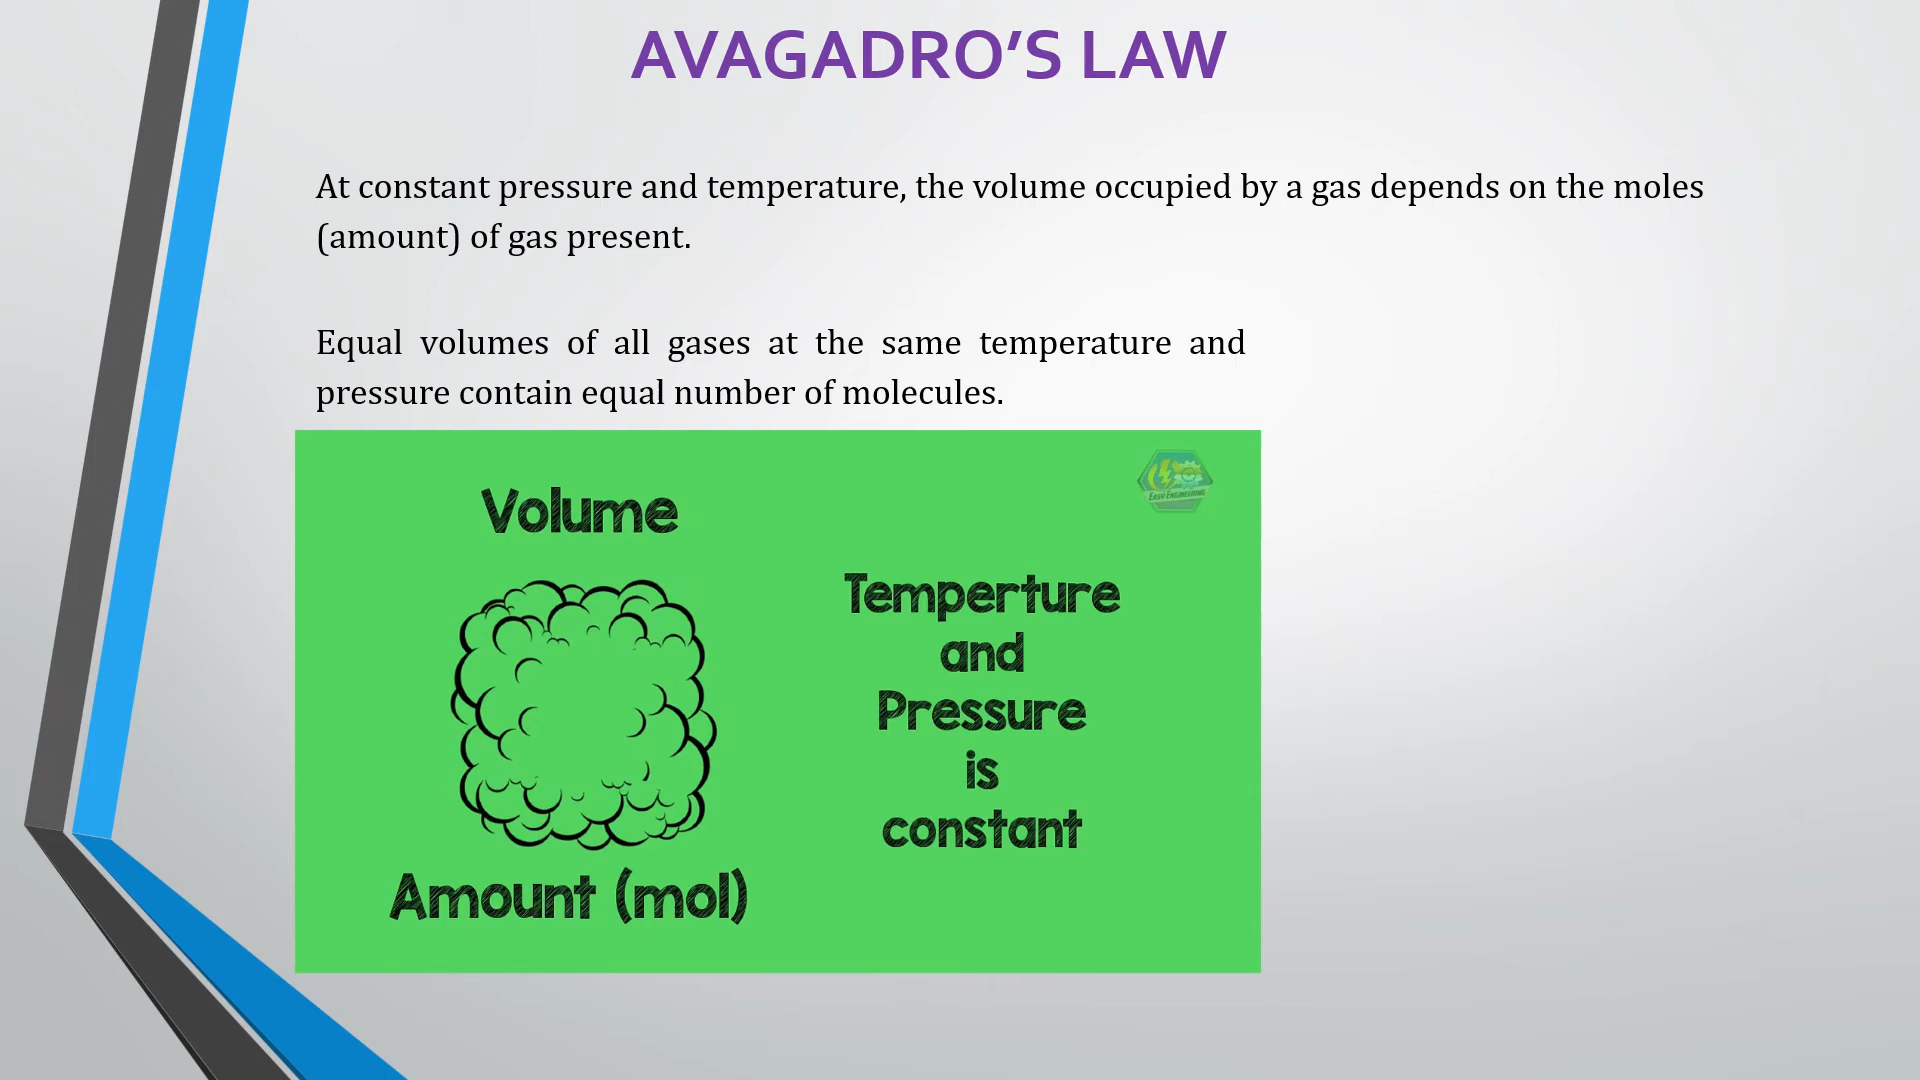 AVAGADRO’S LAW
At constant pressure and temperature, the volume occupied by a gas depends on the moles
(amount) of gas present.
Equal volumes of all gases at the same temperature and
pressure contain equal number of molecules.
EASY ENGINEERING
Volume
Temperture
and
Pressure
is
constant
Amount (mol)